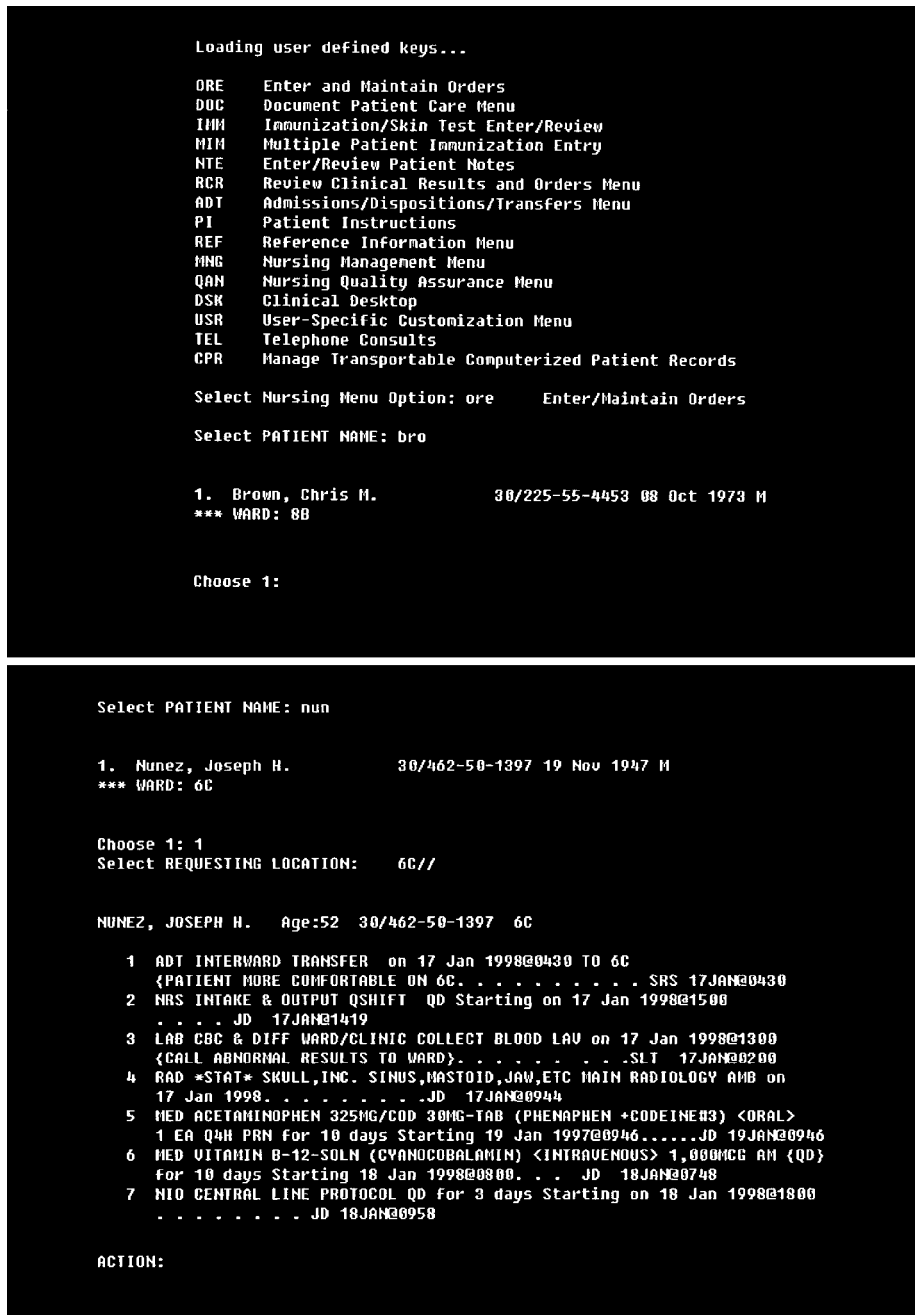 Loading user defined keys...
ORE Enter and Maintain Orders
DOC Document Patient Care Menu
IMM Immunization/Skin Test Enter/Review
MIM Multiple Patient Immunization Entry
NTE Enter/Review Patient Notes
RCR Review Clinical Results and Orders Menu
ADT Admissions/Dispositions/Transfers Menu
PI Patient Instructions
REF Reference Information Menu
MNG Nursing Management Menu
QAN Nursing Quality Assurance Menu
DSK Clinical Desktop
USR User-Specific Customization Menu
TEL Telephone Consults
CPR Manage Transportable Computerized Patient Records
Select Nursing Menu Option: ore Enter/Maintain Orders
Select PATIENT NAME: bro
1. Brown, Chris M. 30/225-55-4453 08 Oct 1973 M
*** WARD: 8B
Choose 1:
Select PATIENT NAME: nun
1. Nunez, Joseph H. 30/462-50-1397 19 Nov 1947 M
*** WARD: 6C
Choose 1: 1
Select REQUESTING LOCATION: 6C//
NUNEZ, JOSEPH H. Age:52 30/462-50-1397 6C
1 ADT INTERWARD TRANSFER on 17 Jan 1998@0430 TO 6C
{PATIENT MORE COMFORTABLE ON 6C. . . . . . . . . . SRS 17JAN@0430
2 NRS INTAKE & OUTPUT QSHIFT QD Starting on 17 Jan 1998@1500
. . . . JD 17JAN@1419
3 LAB CBC & DIFF WARD/CLINIC COLLECT BLOOD LAV on 17 Jan 1998@1300
{CALL ABNORMAL RESULTS TO WARD}. . . . . . . . .SLT 17JAN@0200
4 RAD *STAT* SKULL,INC. SINUS,MASTOID,JAW,ETC MAIN RADIOLOGY AMB on
17 Jan 1998. . . . . . . . .JD 17JAN@0944
5 MED ACETAMINOPHEN 325MG/COD 30MG-TAB (PHENAPHEN +CODEINE#3) <ORAL>
1 EA Q4H PRN for 10 days Starting 19 Jan 1997@0946......JD 19JAN@0946
6 MED VITAMIN B-12-SOLN (CYANOCOBALAMIN) <INTRAVENOUS> 1,000MCG AM {QD}
for 10 days Starting 18 Jan 1998@0800. . . JD 18JAN@0748
7 NIO CENTRAL LINE PROTOCOL QD for 3 days Starting on 18 Jan 1998@1800
. . . . . . . . JD 18JAN@0958
ACTION: